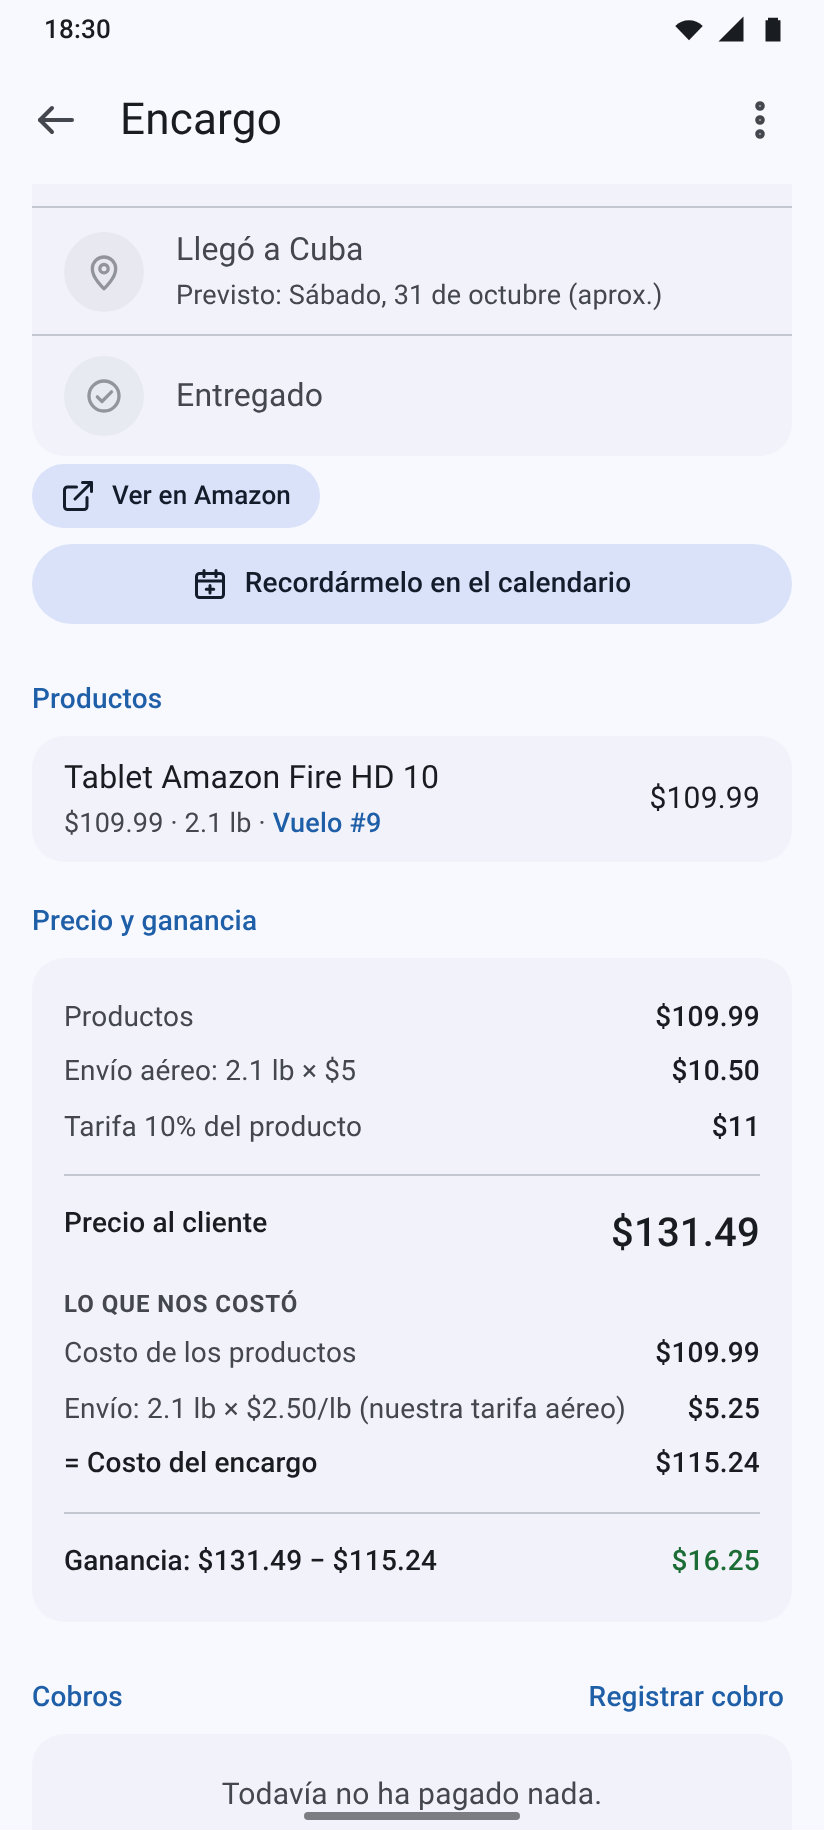 18:30
Encargo
Llegó a Cuba
Previsto: Sábado, 31 de octubre (aprox.)
Entregado
Ver en Amazon
Recordármelo en el calendario
Productos
Tablet Amazon Fire HD 10
$109.99 · 2.1 lb · Vuelo #9
$109.99
Precio y ganancia
Productos $109.99
Envío aéreo: 2.1 lb × $5 $10.50
Tarifa 10% del producto $11
Precio al cliente $131.49
LO QUE NOS COSTÓ
Costo de los productos $109.99
Envío: 2.1 lb × $2.50/lb (nuestra tarifa aéreo) $5.25
= Costo del encargo $115.24
Ganancia: $131.49 − $115.24 $16.25
Cobros Registrar cobro
Todavía no ha pagado nada.